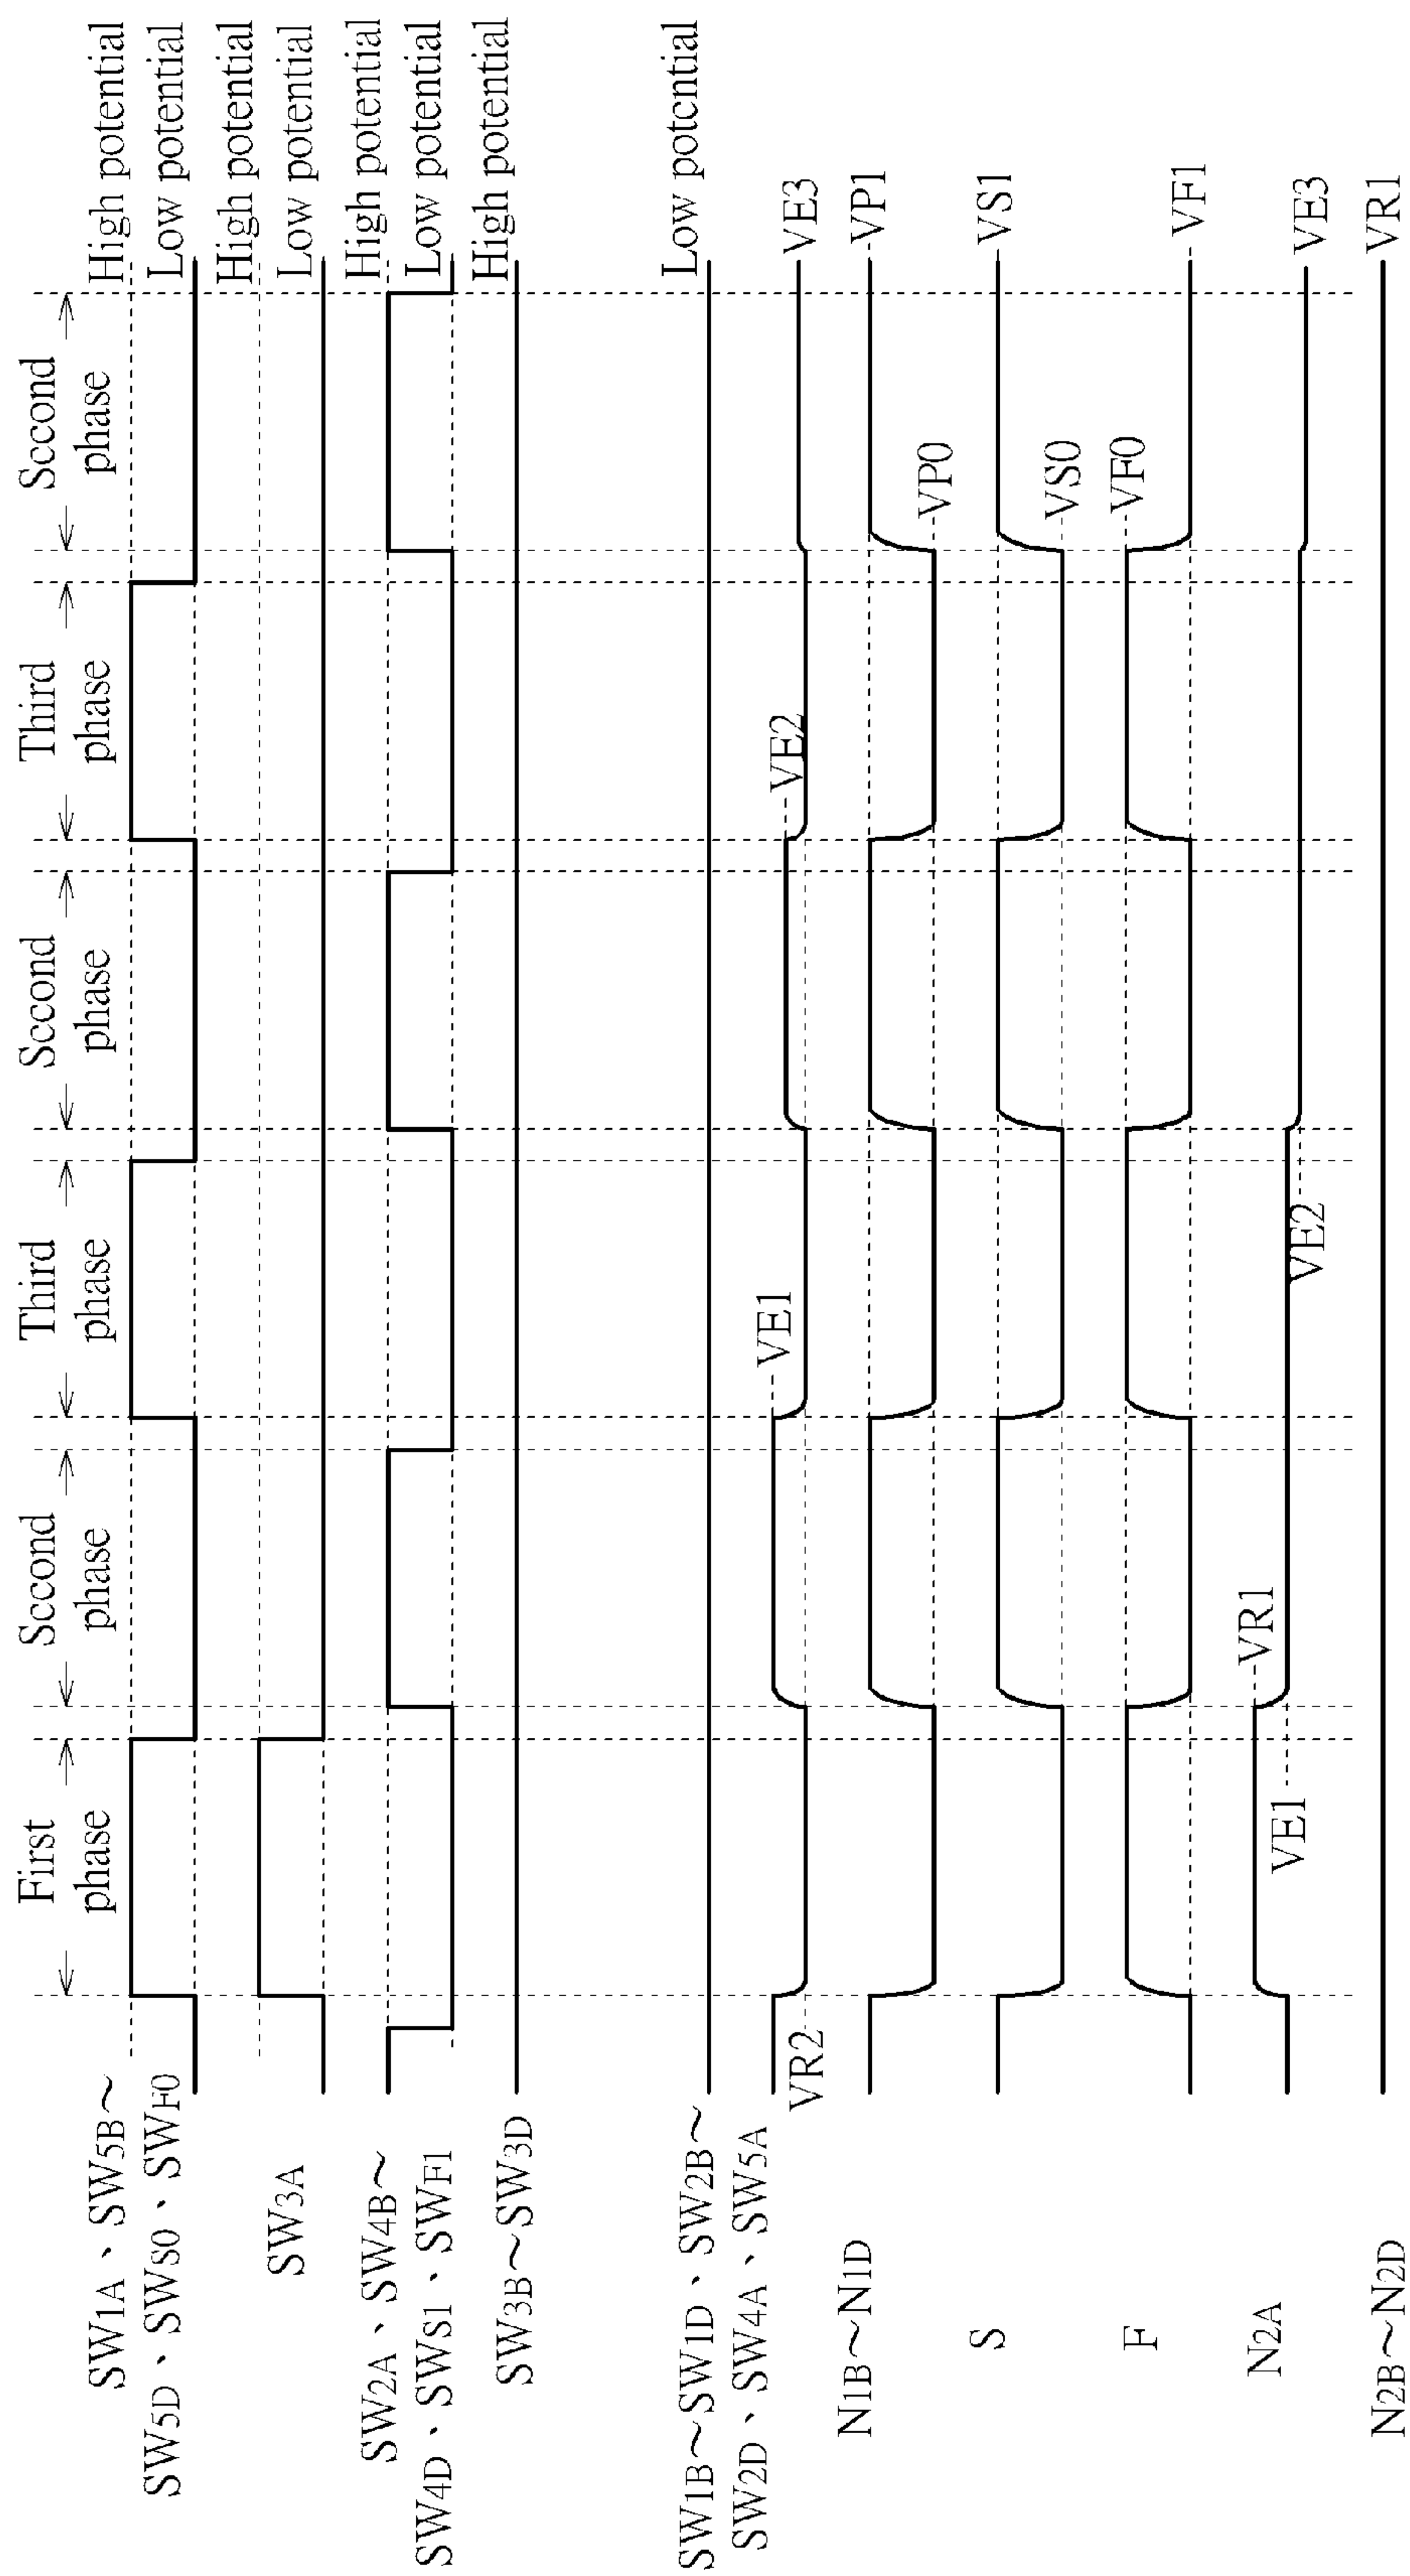 First phase
Sccond phase
Third phase
Sccond phase
Third phase
Sccond phase
SW1A、SW5B～
SW5D、SWS0、SWF0
High potential
Low potential
SW3A
High potential
Low potential
SW2A、SW4B～
SW4D、SWS1、SWF1
High potential
Low potential
SW3B～SW3D
High potential
SW1B～SW1D、SW2B～
SW2D、SW4A、SW5A
Low potcntial
VR2
VE1
VE2
VE3
N1B～N1D
VP0
VP1
S
VS0
VS1
F
VF0
VF1
N2A
VR1
VE1
VE2
VE3
N2B～N2D
VR1